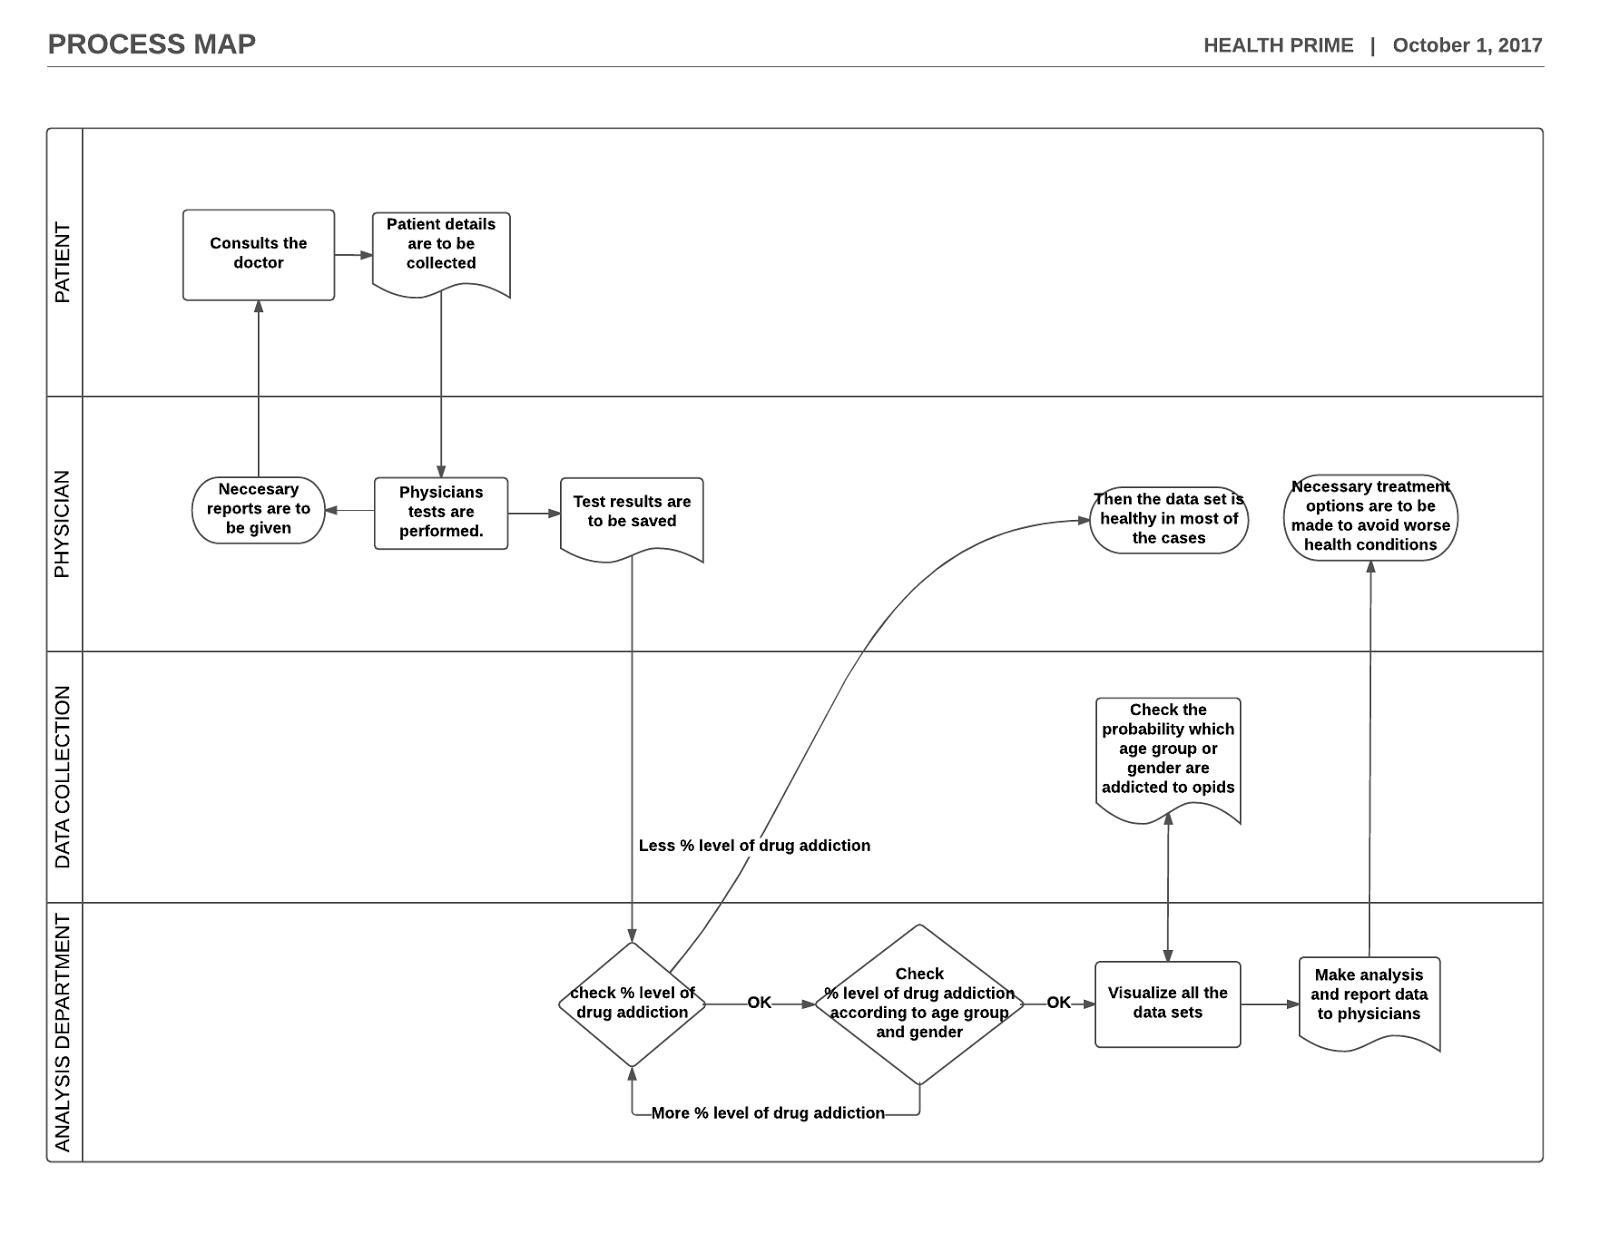 PROCESS MAP
HEALTH PRIME | October 1, 2017
PATIENT
Consults the
doctor
Patient details
are to be
collected
PHYSICIAN
Neccesary
reports are to
be given
Physicians
tests are
performed.
Test results are
to be saved
Then the data set is
healthy in most of
the cases
Necessary treatment
options are to be
made to avoid worse
health conditions
DATA COLLECTION
Check the
probability which
age group or
gender are
addicted to opids
Less % level of drug addiction
ANALYSIS DEPARTMENT
check % level of
drug addiction
OK
Check
% level of drug addiction
according to age group
and gender
OK
Visualize all the
data sets
Make analysis
and report data
to physicians
More % level of drug addiction